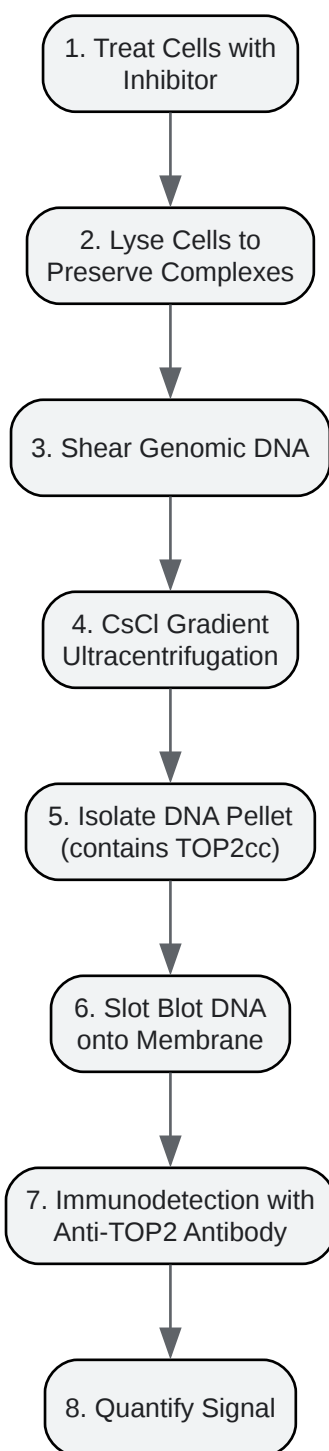 1. Treat Cells with
Inhibitor
2. Lyse Cells to
Preserve Complexes
3. Shear Genomic DNA
4. CsCl Gradient
Ultracentrifugation
5. Isolate DNA Pellet
(contains TOP2cc)
6. Slot Blot DNA
onto Membrane
7. Immunodetection with
Anti-TOP2 Antibody
8. Quantify Signal